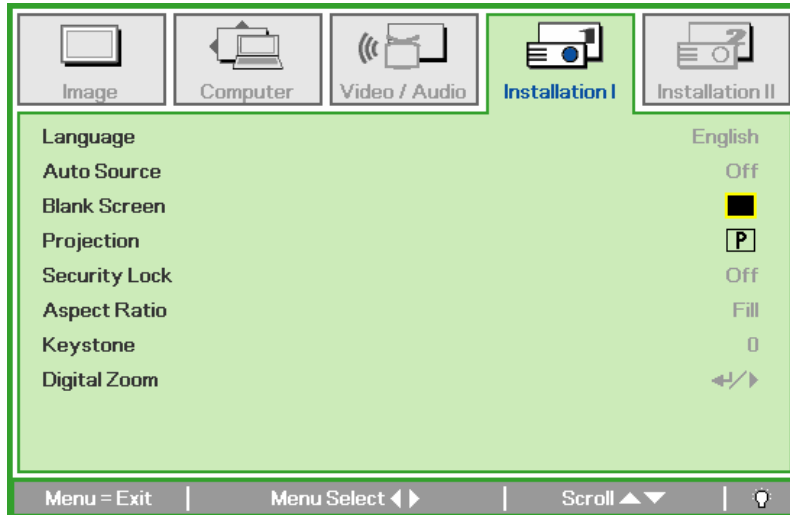 Image
Computer
Video / Audio
Installation I
Installation II
Language English
Auto Source Off
Blank Screen
Projection P
Security Lock Off
Aspect Ratio Fill
Keystone 0
Digital Zoom
Menu = Exit | Menu Select | Scroll |